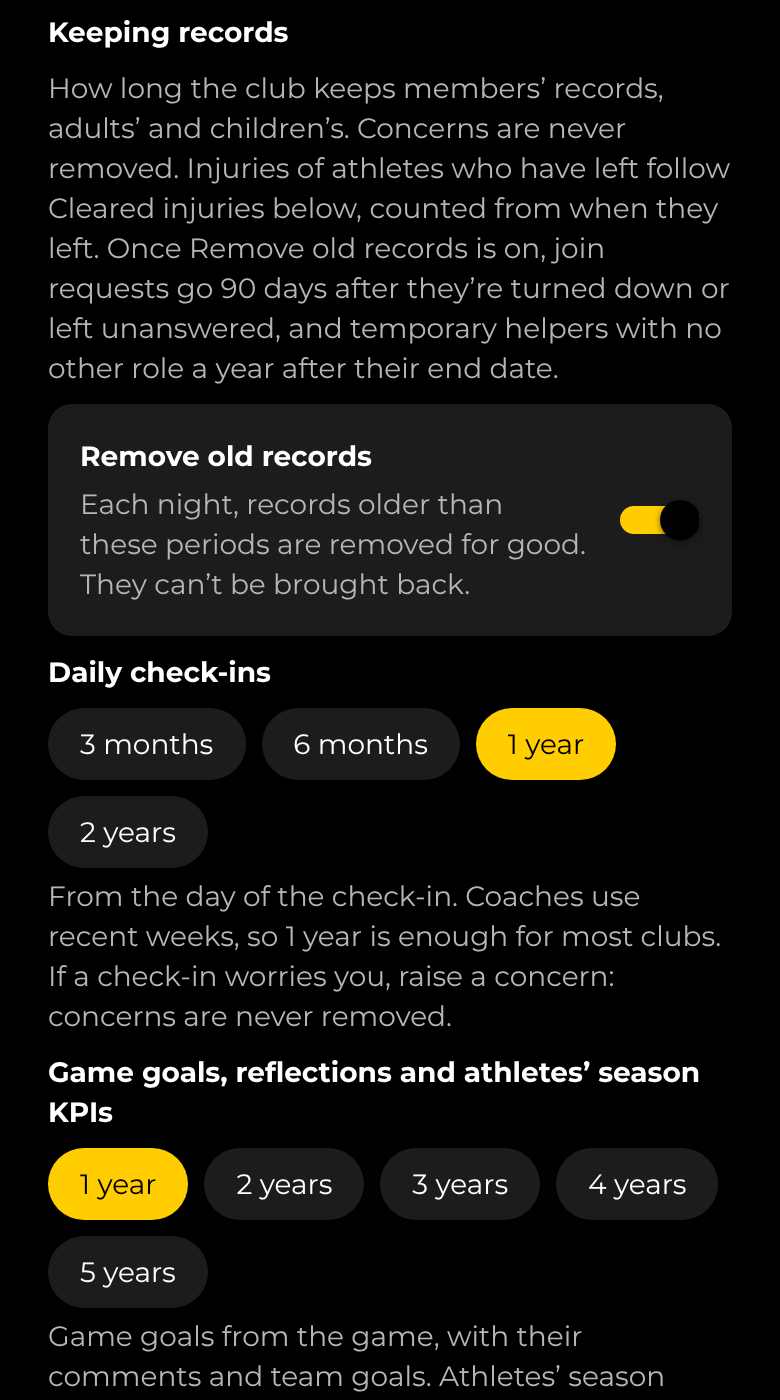 Keeping records
How long the club keeps members’ records,
adults’ and children’s. Concerns are never
removed. Injuries of athletes who have left follow
Cleared injuries below, counted from when they
left. Once Remove old records is on, join
requests go 90 days after they’re turned down or
left unanswered, and temporary helpers with no
other role a year after their end date.
Remove old records
Each night, records older than
these periods are removed for good.
They can’t be brought back.
Daily check-ins
3 months
6 months
1 year
2 years
From the day of the check-in. Coaches use
recent weeks, so 1 year is enough for most clubs.
If a check-in worries you, raise a concern:
concerns are never removed.
Game goals, reflections and athletes’ season
KPIs
1 year
2 years
3 years
4 years
5 years
Game goals from the game, with their
comments and team goals. Athletes’ season